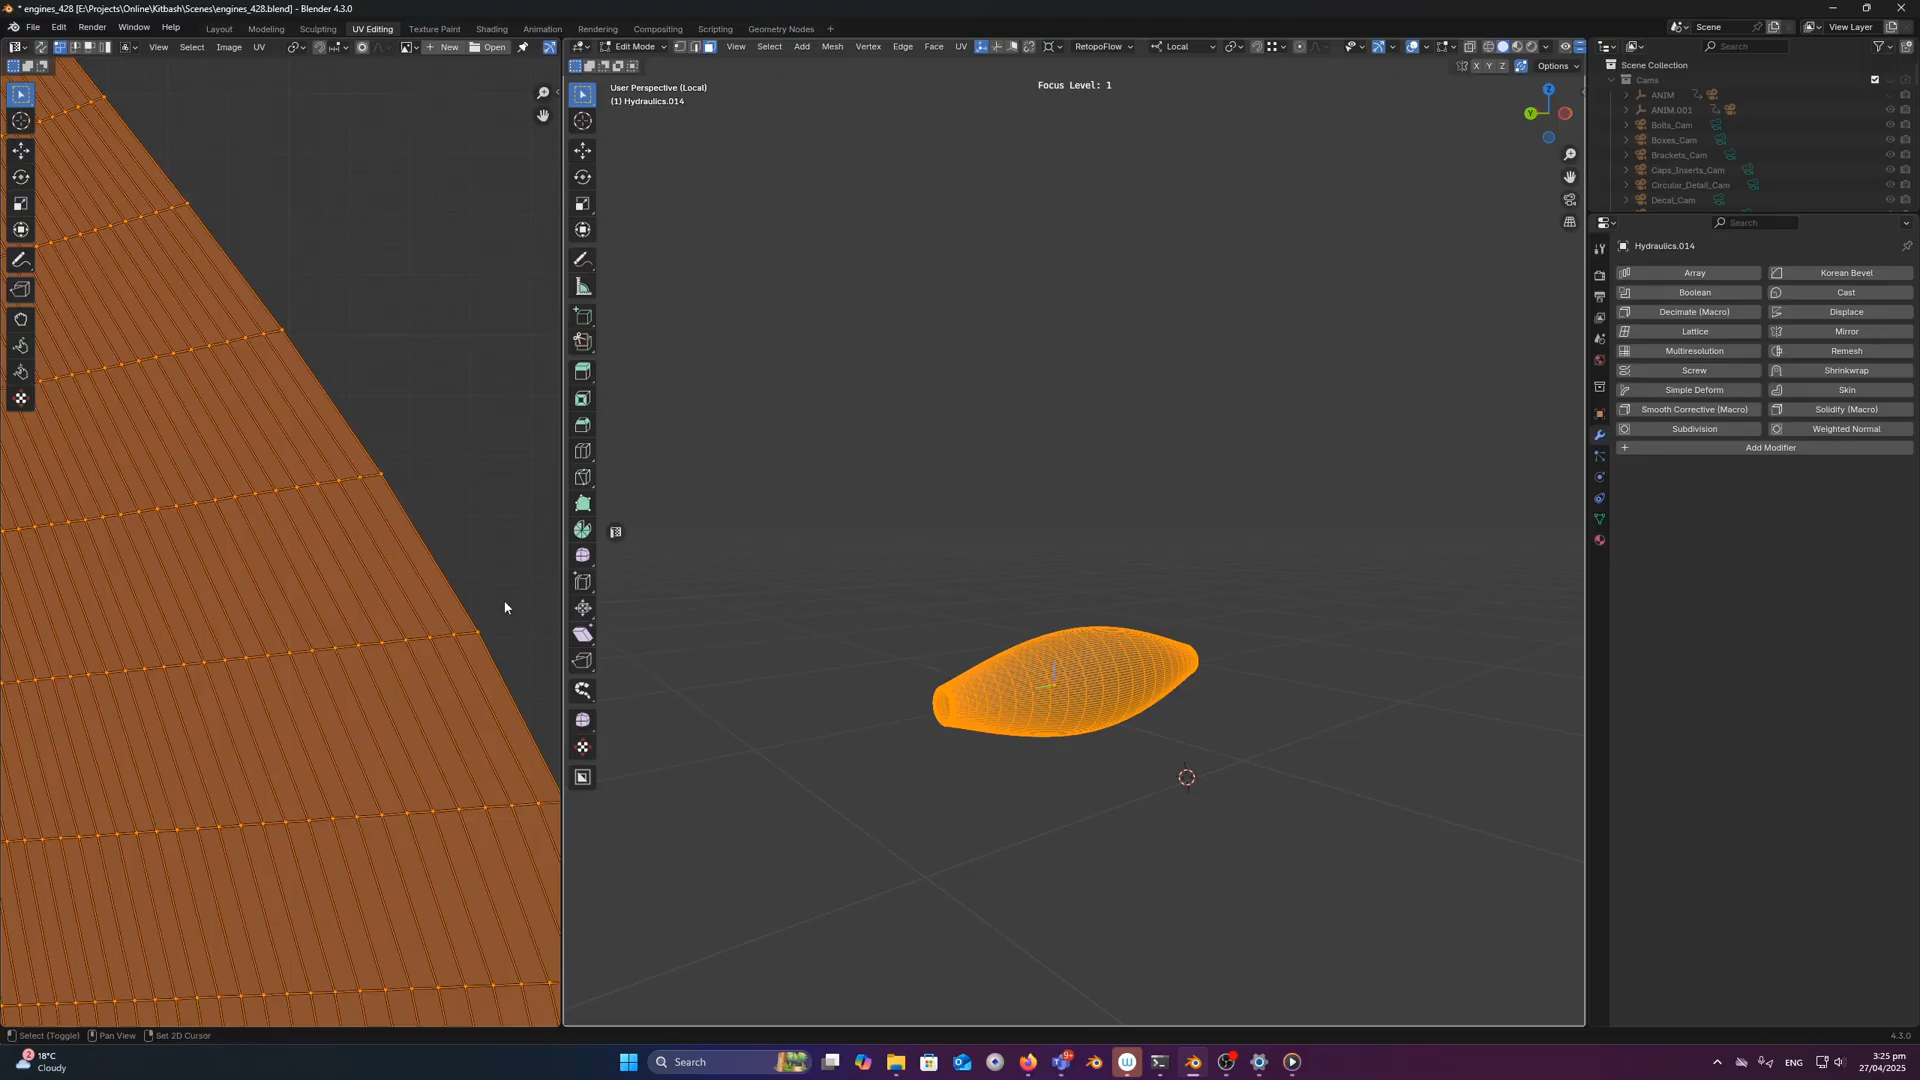 * engines_428 [E:\Projects\Online\Kitbash\Scenes\engines_428.blend] - Blender 4.3.0
File Edit Render Window Help
Layout Modeling Sculpting UV Editing Texture Paint Shading Animation Rendering Compositing Scripting Geometry Nodes +
Scene
View Layer
View Select Image UV
New Open
Edit Mode View Select Add Mesh Vertex Edge Face UV
RetopoFlow
Local
Search
X Y Z
Options
User Perspective (Local)
(1) Hydraulics.014
Focus Level: 1
Z
Y
Scene Collection
Cams
ANIM
ANIM.001
Bolts_Cam
Boxes_Cam
Brackets_Cam
Caps_Inserts_Cam
Circular_Detail_Cam
Decal_Cam
Search
Hydraulics.014
Array Korean Bevel
Boolean Cast
Decimate (Macro) Displace
Lattice Mirror
Multiresolution Remesh
Screw Shrinkwrap
Simple Deform Skin
Smooth Corrective (Macro) Solidify (Macro)
Subdivision Weighted Normal
Add Modifier
Select (Toggle) Pan View Set 2D Cursor
4.3.0
2
18°C
Cloudy
Search
9+
ENG
3:25 pm
27/04/2025